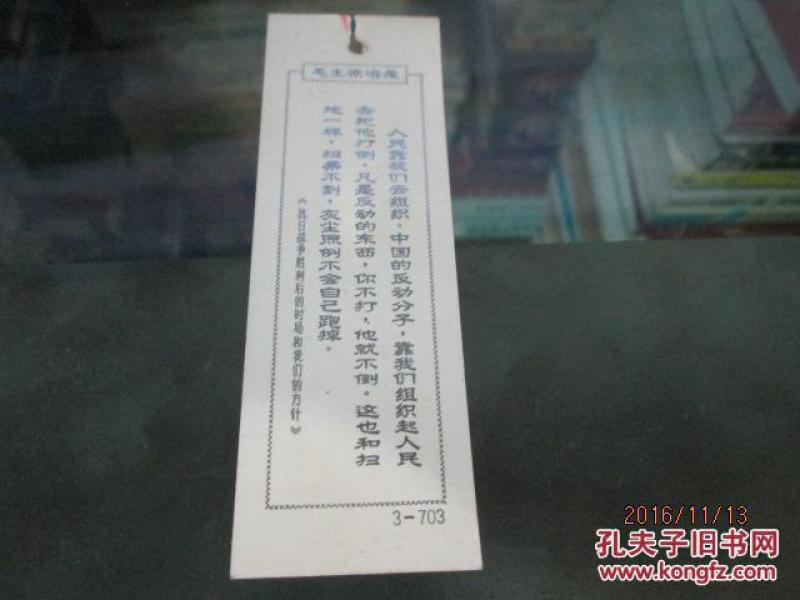 毛主席语录
人民靠我们去组织。中国的反动分子，靠我们组织起人民
去把他打倒。凡是反动的东西，你不打，他就不倒。这也和扫
地一样，扫帚不到，灰尘照例不会自己跑掉。
《抗日战争胜利后的时局和我们的方针》
3-703
2016/11/13
孔夫子旧书网
www.kongfz.com